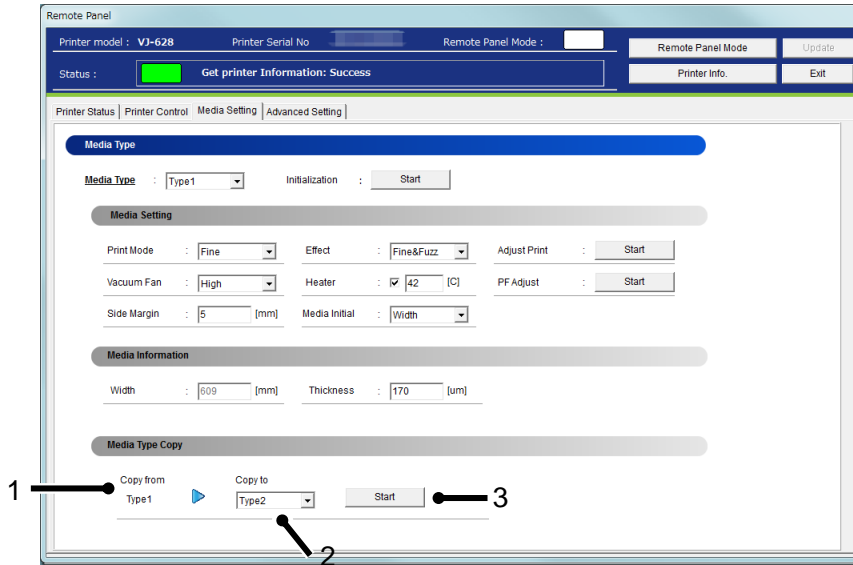 Remote Panel
Printer model : VJ-628 Printer Serial No Remote Panel Mode :
Remote Panel Mode Update
Status : Get printer Information: Success
Printer Info. Exit
Printer Status Printer Control Media Setting Advanced Setting
Media Type
Media Type : Type1 Initialization : Start
Media Setting
Print Mode : Fine Effect : Fine&Fuzz Adjust Print : Start
Vacuum Fan : High Heater : 42 [C] PF Adjust : Start
Side Margin : 5 [mm] Media Initial : Width
Media Information
Width : 609 [mm] Thickness : 170 [um]
Media Type Copy
Copy from Copy to
1 Type1 Type2 Start 3
2